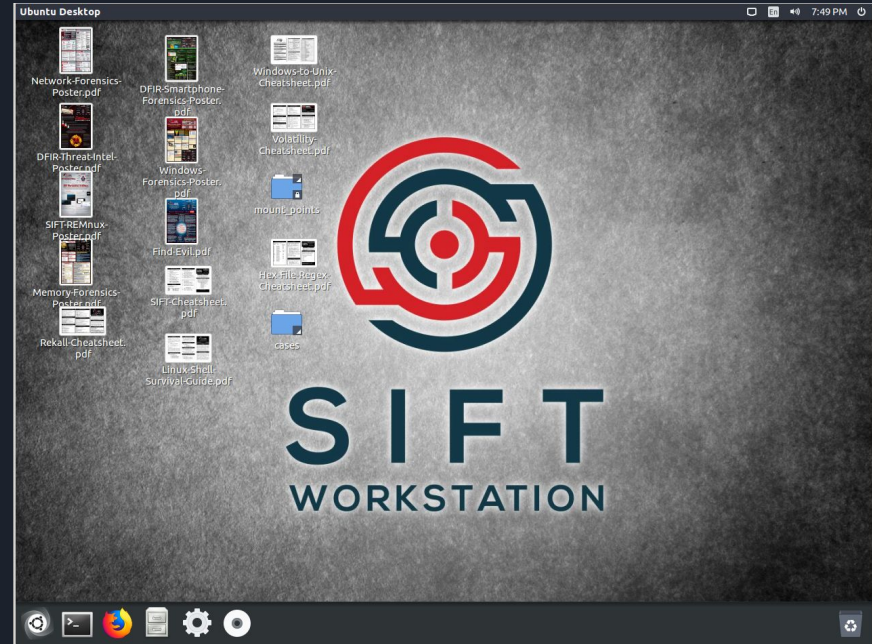 Ubuntu Desktop
En
7:49 PM
Network-Forensics-
Poster.pdf
DFIR-Smartphone-
Forensics-Poster.
pdf
Windows-to-Unix-
Cheatsheet.pdf
DFIR-Threat-Intel-
Poster.pdf
Windows-
Forensics-Poster.
pdf
Volatility-
Cheatsheet.pdf
SIFT-REMnux-
Poster.pdf
Find-Evil.pdf
mount_points
Memory-Forensics-
Poster.pdf
SIFT-Cheatsheet.
pdf
Hex-File-Regex-
Cheatsheet.pdf
Rekall-Cheatsheet.
pdf
Linux-Shell-
Survival-Guide.pdf
cases
SIFT
WORKSTATION